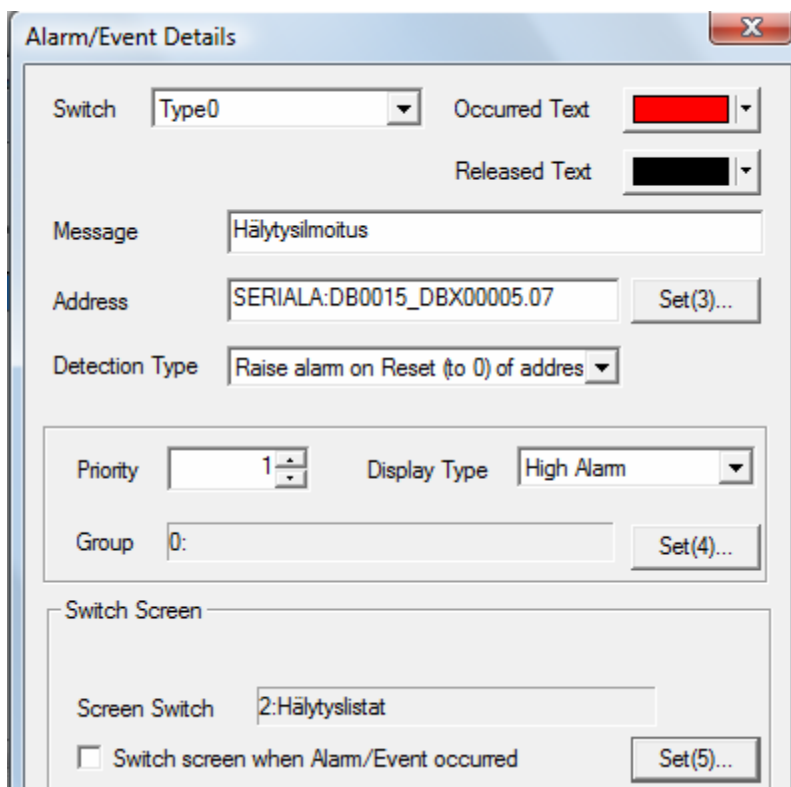 Alarm/Event Details
Switch Type0 Occurred Text
Released Text
Message Hälytysilmoitus
Address SERIALA:DB0015_DBX00005.07 Set(3)...
Detection Type Raise alarm on Reset (to 0) of addres
Priority 1 Display Type High Alarm
Group 0: Set(4)...
Switch Screen
Screen Switch 2:Hälytyslistat
Switch screen when Alarm/Event occurred Set(5)...